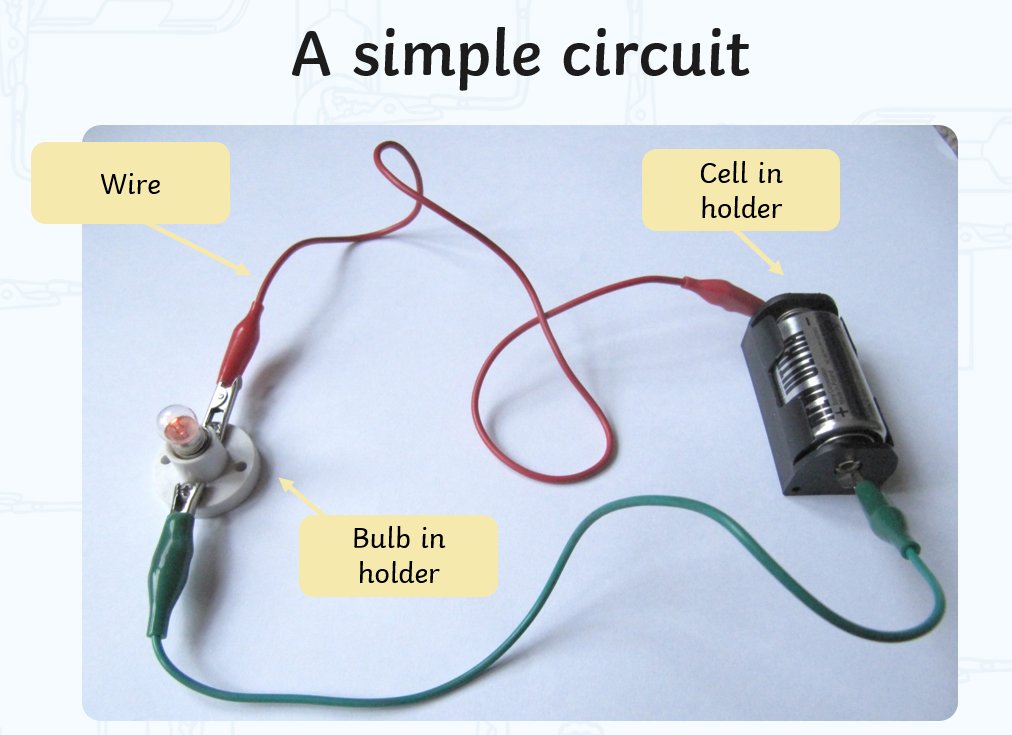 A simple circuit
Wire
Cell in
holder
Bulb in
holder